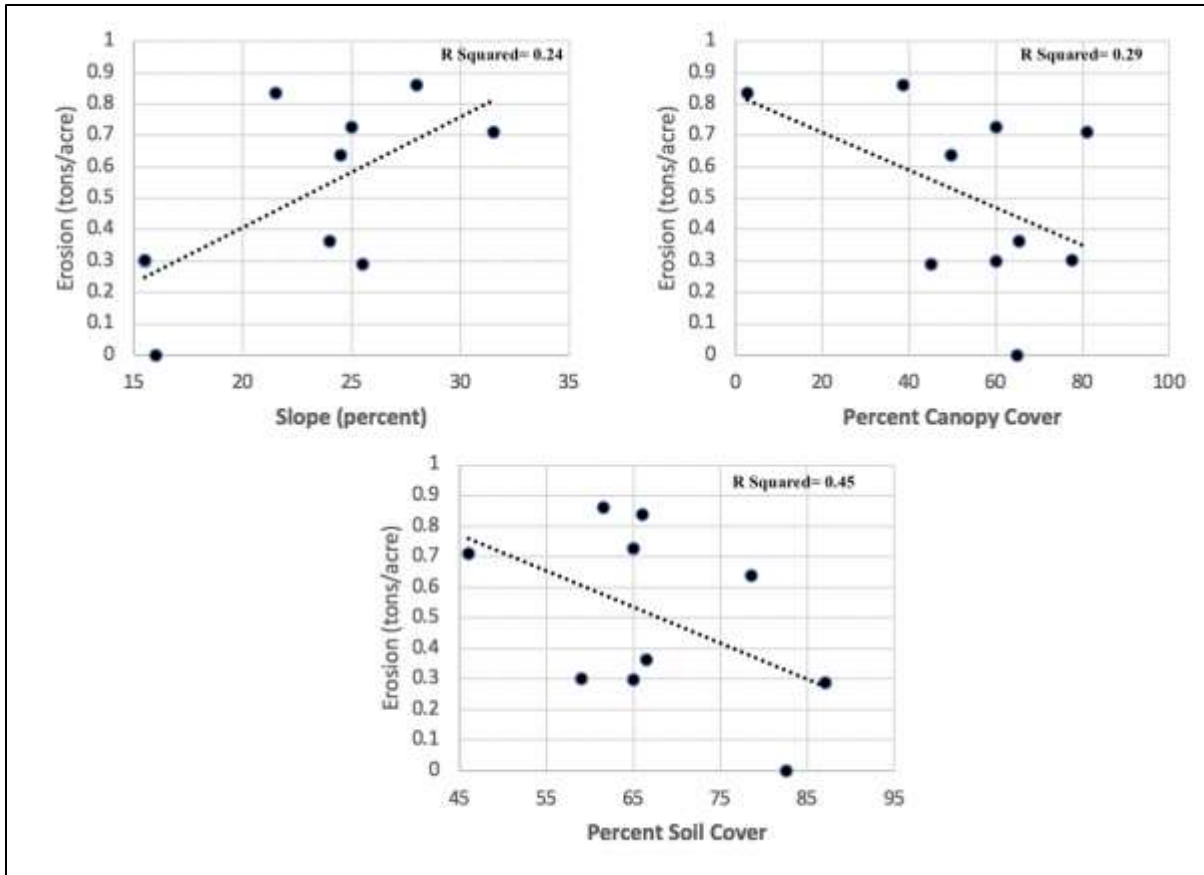 R Squared= 0.24
1
0.9
0.8
0.7
0.6
0.5
0.4
0.3
0.2
0.1
0
Erosion (tons/acre)
15 20 25 30 35
Slope (percent)
R Squared= 0.29
1
0.9
0.8
0.7
0.6
0.5
0.4
0.3
0.2
0.1
0
Erosion (tons/acre)
0 20 40 60 80 100
Percent Canopy Cover
R Squared= 0.45
1
0.9
0.8
0.7
0.6
0.5
0.4
0.3
0.2
0.1
0
Erosion (tons/acre)
45 55 65 75 85 95
Percent Soil Cover